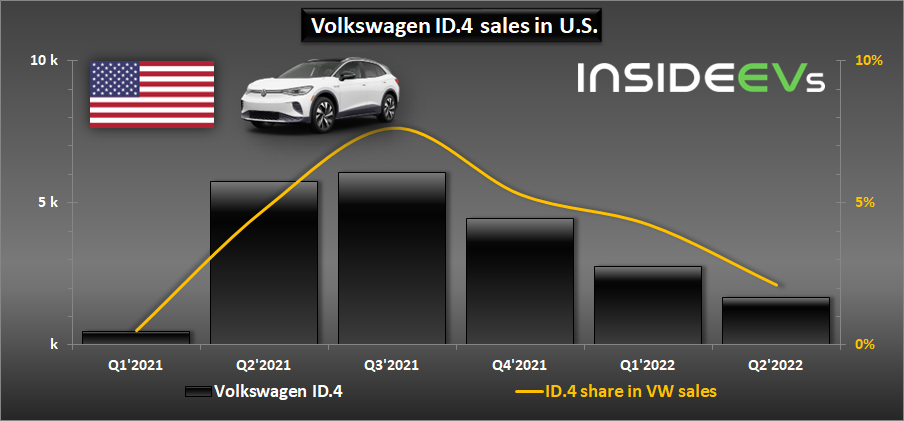 Volkswagen ID.4 sales in U.S.
INSIDEEVs
10 k
10%
5 k
5%
k
0%
Q1'2021
Q2'2021
Q3'2021
Q4'2021
Q1'2022
Q2'2022
Volkswagen ID.4
ID.4 share in VW sales